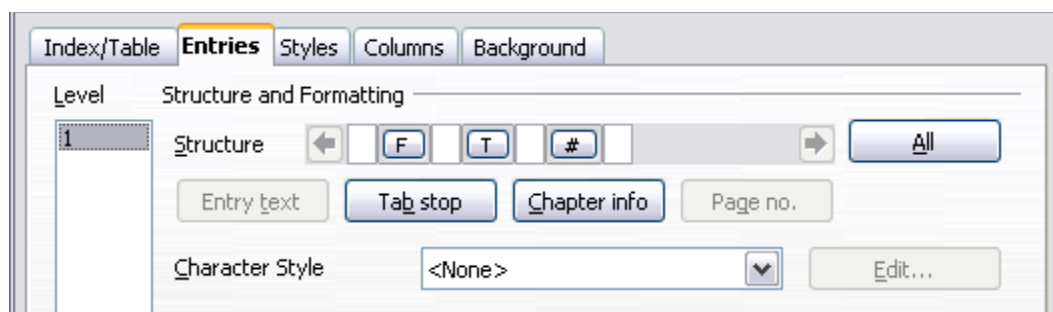 Index/Table Entries Styles Columns Background
Level Structure and Formatting
1 Structure F T # All
Entry text Tab stop Chapter info Page no.
Character Style <None> Edit...